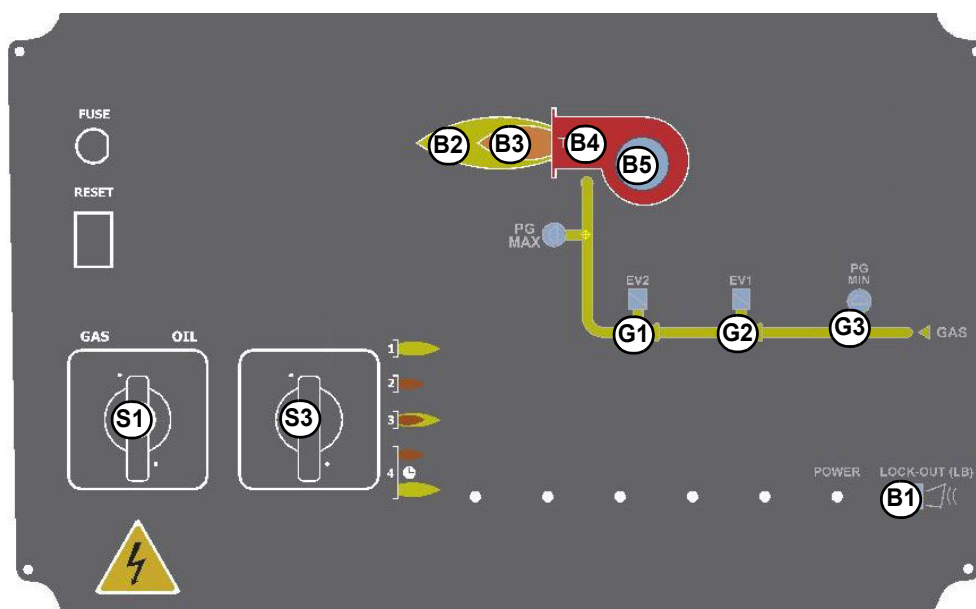 FUSE
B2
B3
B4
B5
RESET
PG
MAX
EV2
EV1
PG
MIN
G1
G2
G3
GAS
GAS
OIL
S1
S3
1
2
3
4
POWER
LOCK-OUT (LB)
B1